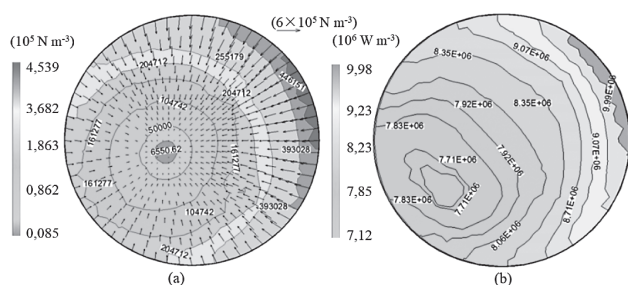 (6×10⁵ N m⁻³)
(10⁵ N m⁻³)
4,539
3,682
1,863
0,862
0,085
204712
255179
446151
204712
104742
50000
6550,62
161277
161277
393028
161277
393028
104742
204712
(a)
(10⁶ W m⁻³)
9,98
9,23
8,23
7,85
7,12
8.35E+06
9.07E+06
9.99E+06
7.92E+06
8.35E+06
7.83E+06
7.71E+06
7.92E+06
9.07E+06
7.83E+06
7.71E+06
8.71E+06
8.06E+06
(b)